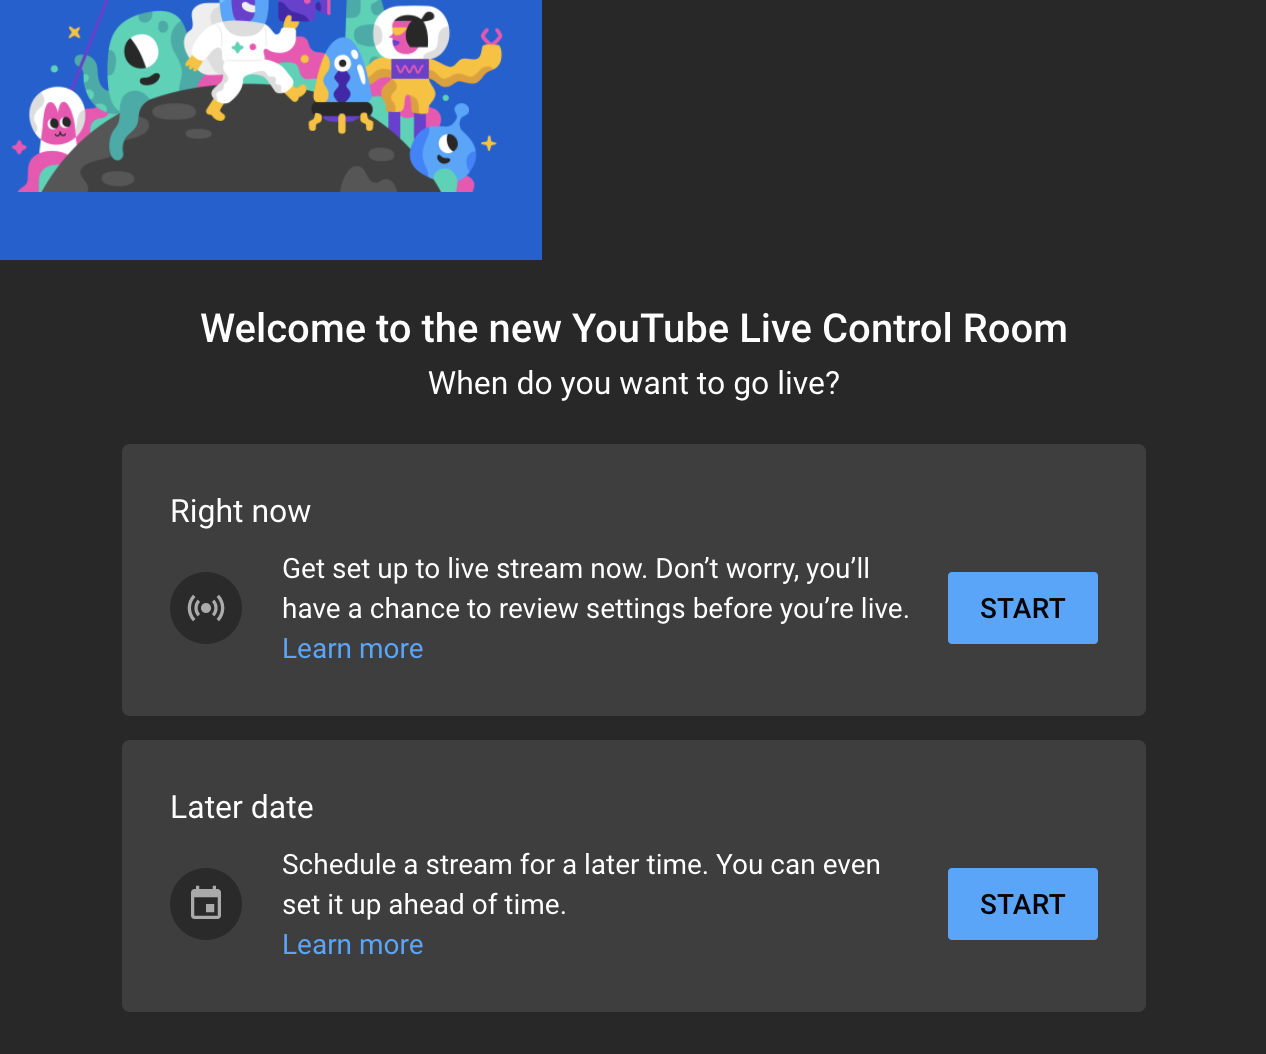 Welcome to the new YouTube Live Control Room
When do you want to go live?
Right now
Get set up to live stream now. Don’t worry, you’ll
have a chance to review settings before you’re live.
Learn more
START
Later date
Schedule a stream for a later time. You can even
set it up ahead of time.
Learn more
START